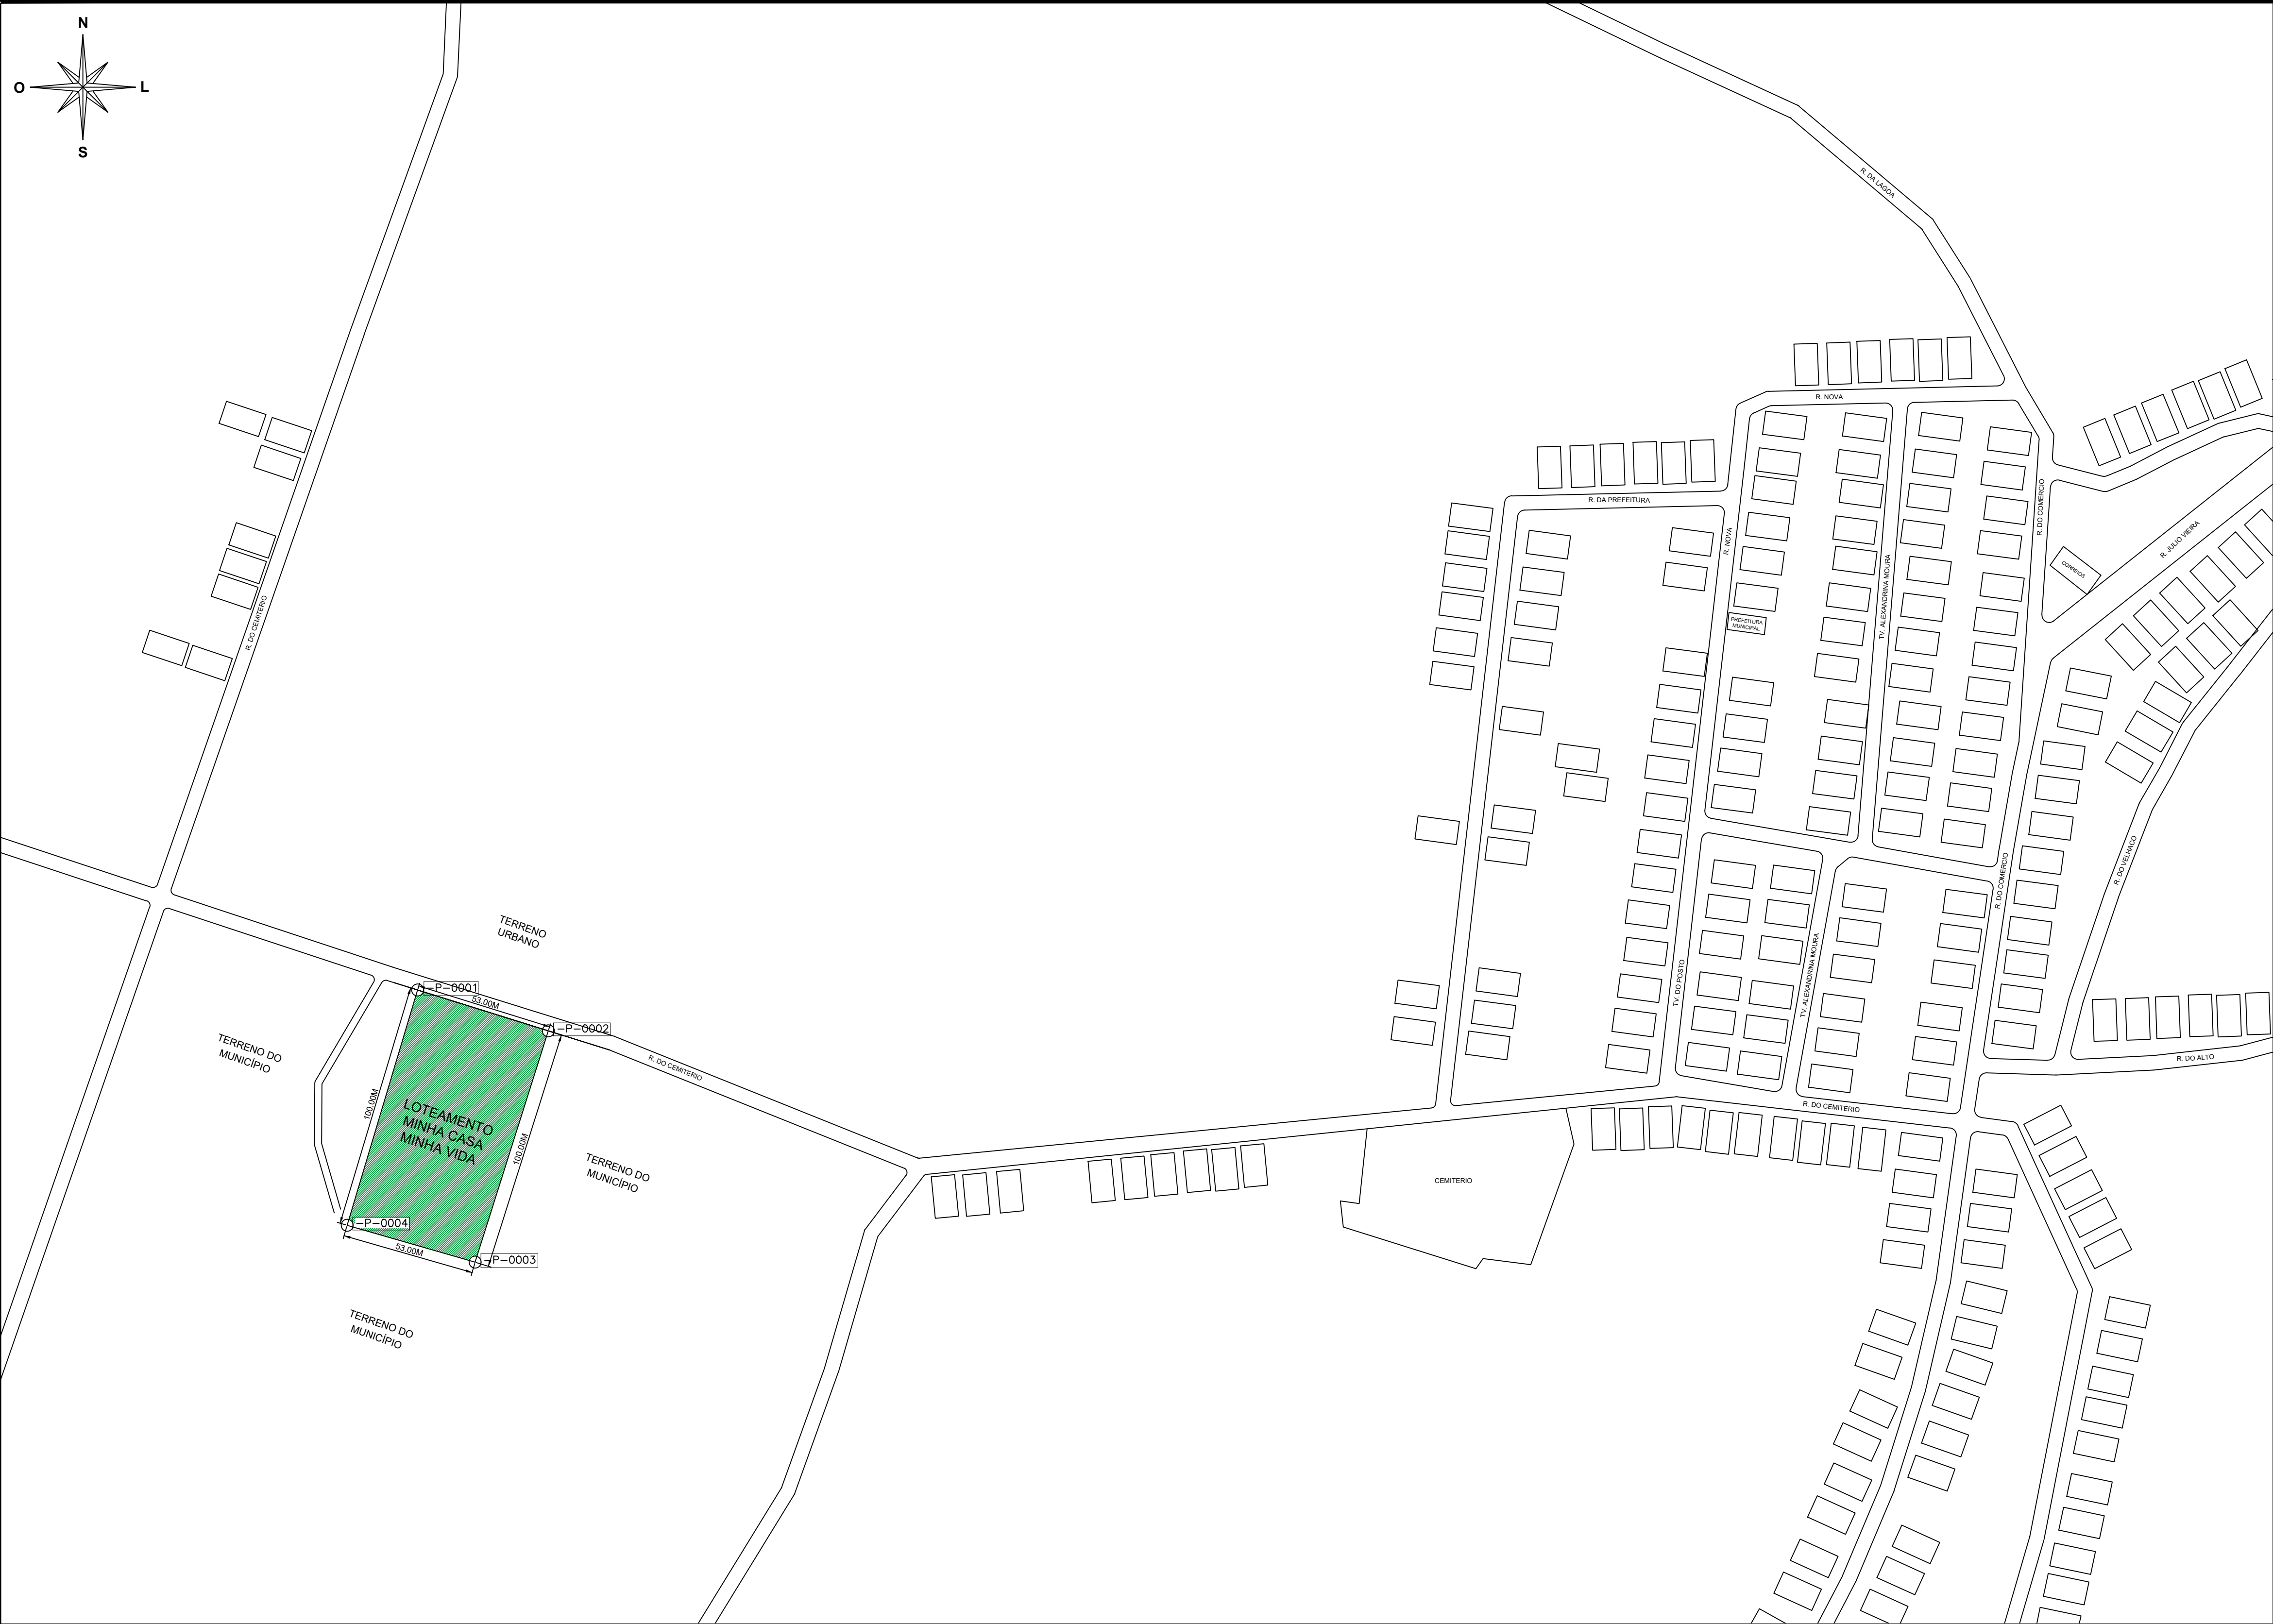 N
O
L
S
R. DA LAGOA
R. NOVA
R. DA PREFEITURA
R. DO COMERCIO
R. NOVA
R. JULIO VIEIRA
CORREIOS
TV. ALEXANDRINA MOURA
PREFEITURA
MUNICIPAL
R. DO CEMITERIO
R. DO VELHACO
R. DO COMERCIO
TERRENO
URBANO
-P-0001
53.00M
-P-0002
TV. DO POSTO
TV. ALEXANDRINA MOURA
TERRENO DO
MUNICÍPIO
R. DO CEMITERIO
R. DO ALTO
100.00M
LOTEAMENTO
MINHA CASA
MINHA VIDA
100.00M
R. DO CEMITERIO
TERRENO DO
MUNICÍPIO
CEMITERIO
-P-0004
53.00M
-P-0003
TERRENO DO
MUNICÍPIO